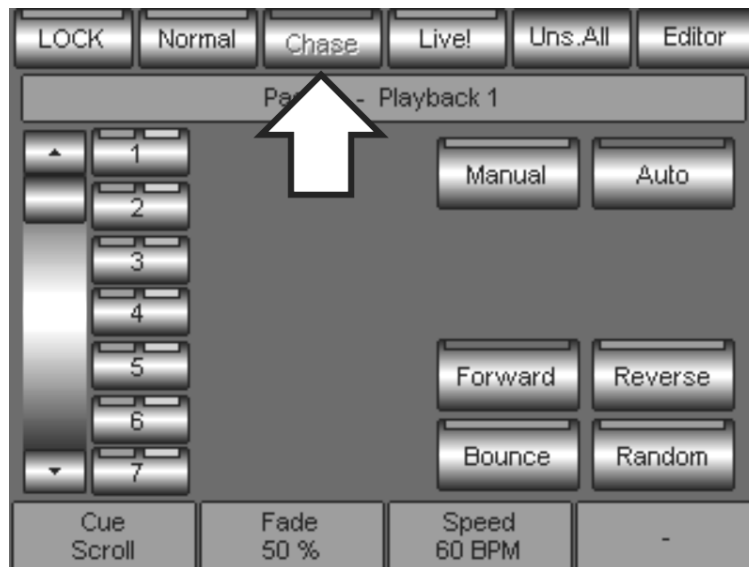 LOCK Normal Chase Live! Uns.All Editor
- Playback 1
1
Manual Auto
2
3
4
5
Forward Reverse
6
Bounce Random
7
Cue Fade Speed
Scroll 50 % 60 BPM -